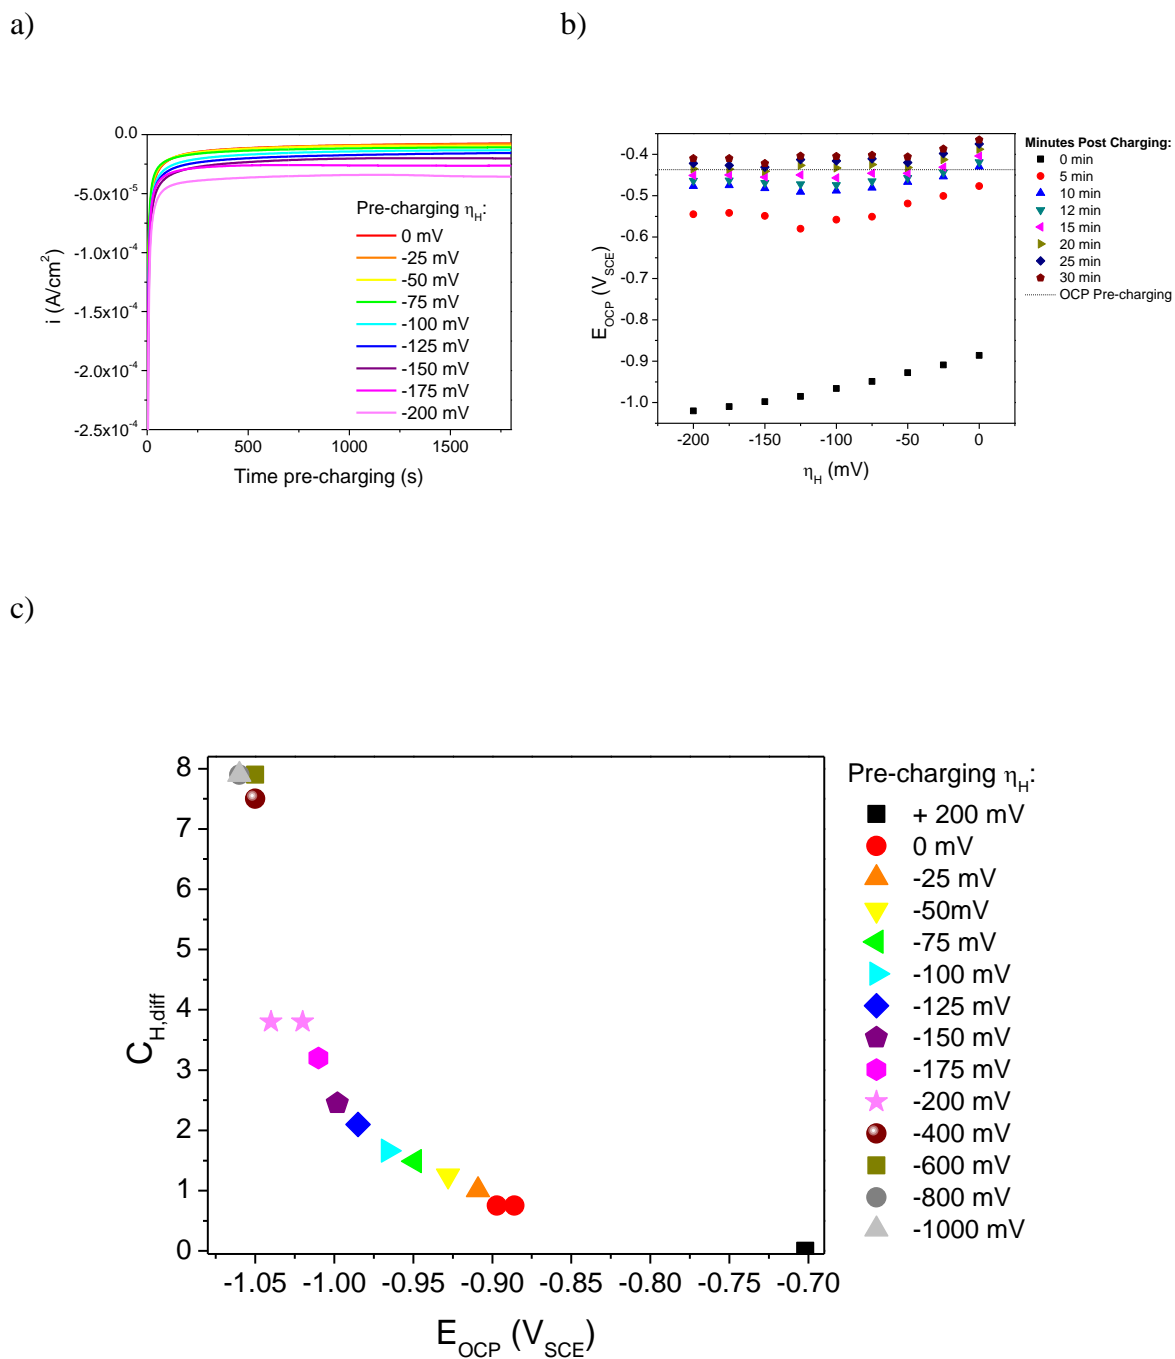 a)
b)
0.0
-5.0x10⁻⁵
-1.0x10⁻⁴
-1.5x10⁻⁴
-2.0x10⁻⁴
-2.5x10⁻⁴
i (A/cm²)
0
500
1000
1500
Time pre-charging (s)
Pre-charging ηH:
0 mV
-25 mV
-50 mV
-75 mV
-100 mV
-125 mV
-150 mV
-175 mV
-200 mV
-0.4
-0.5
-0.6
-0.7
-0.8
-0.9
-1.0
EOCP (VSCE)
-200
-150
-100
-50
0
ηH (mV)
Minutes Post Charging:
0 min
5 min
10 min
12 min
15 min
20 min
25 min
30 min
OCP Pre-charging
c)
8
7
6
5
4
3
2
1
0
CH,diff
-1.05
-1.00
-0.95
-0.90
-0.85
-0.80
-0.75
-0.70
EOCP (VSCE)
Pre-charging ηH:
+ 200 mV
0 mV
-25 mV
-50mV
-75 mV
-100 mV
-125 mV
-150 mV
-175 mV
-200 mV
-400 mV
-600 mV
-800 mV
-1000 mV